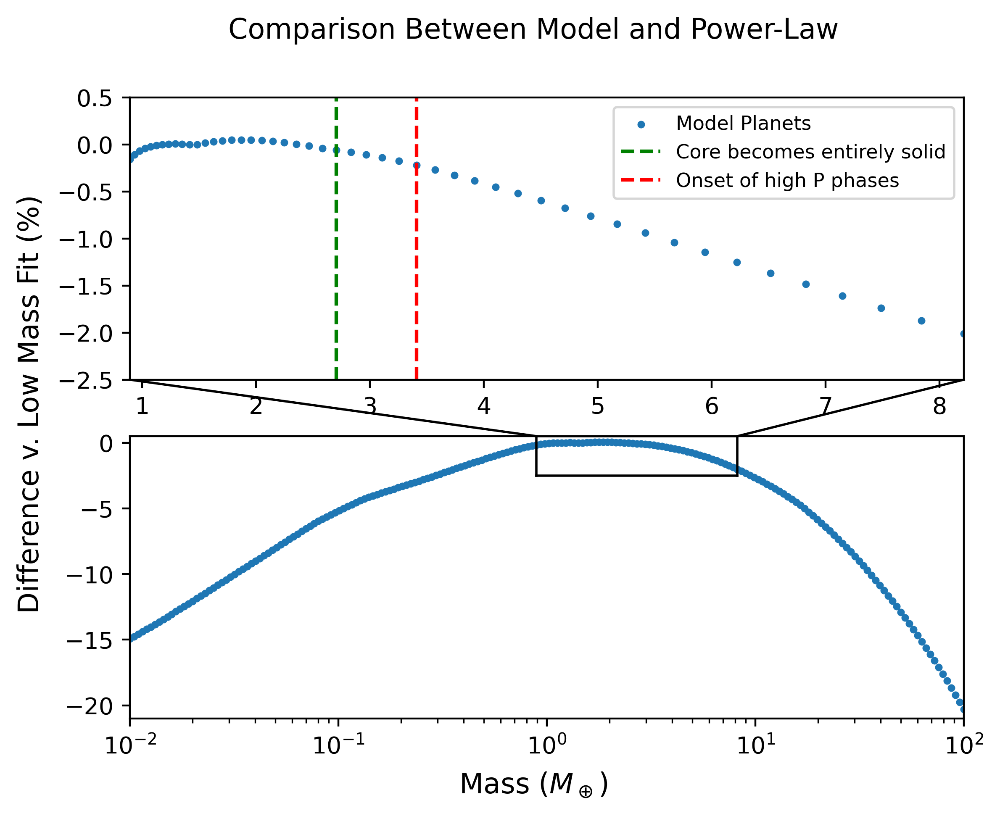 Comparison Between Model and Power-Law
Difference v. Low Mass Fit (%)
0.5
0.0
−0.5
−1.0
−1.5
−2.0
−2.5
Model Planets
Core becomes entirely solid
Onset of high P phases
1 2 3 4 5 6 7 8
0
−5
−10
−15
−20
10⁻² 10⁻¹ 10⁰ 10¹ 10²
Mass (M⊕)